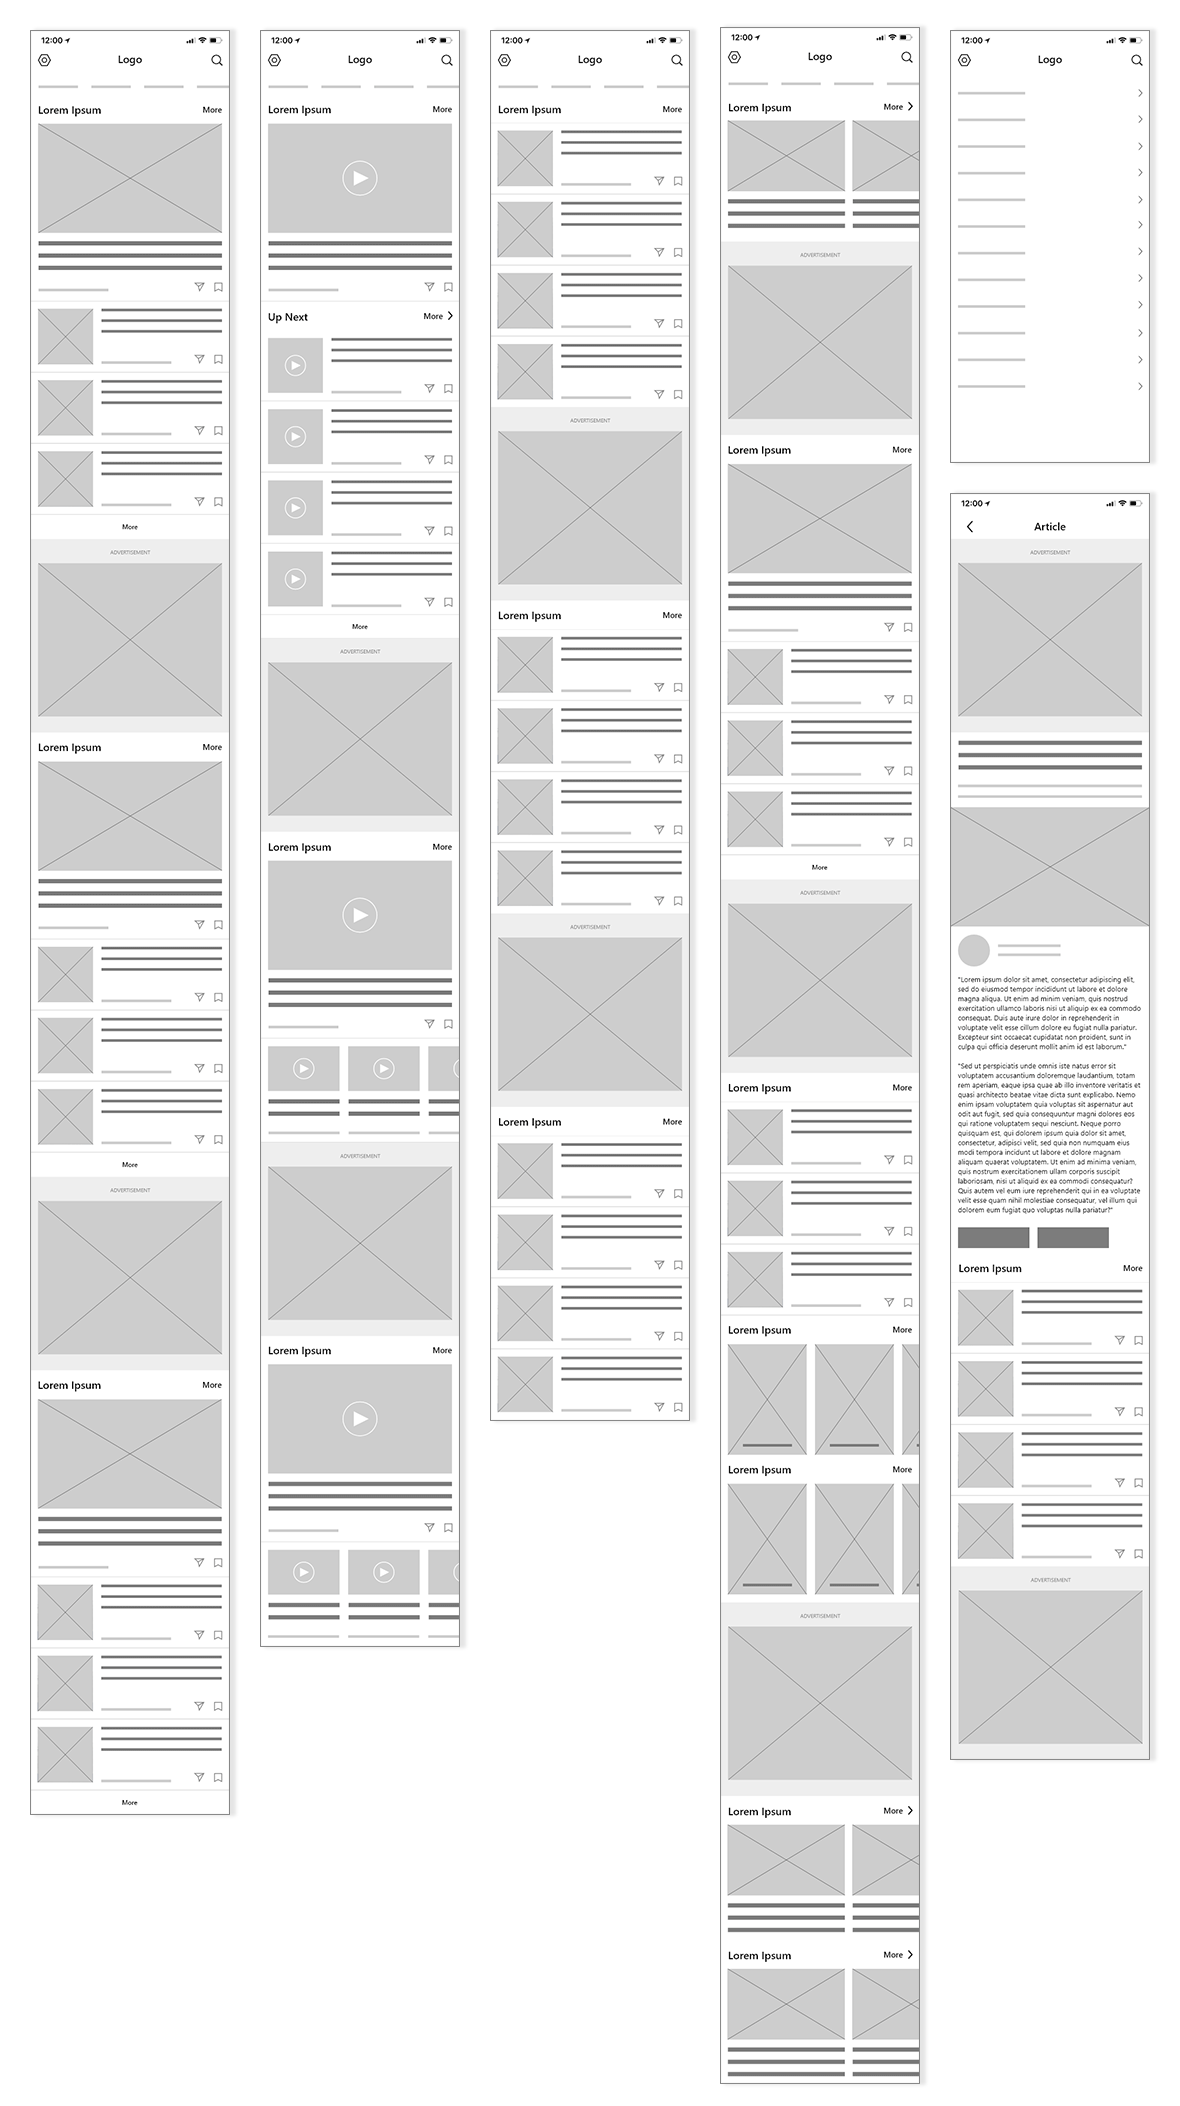 12:00
Logo
Lorem Ipsum
More
More
ADVERTISEMENT
Lorem Ipsum
More
More
ADVERTISEMENT
Lorem Ipsum
More
More
12:00
Logo
Lorem Ipsum
More
Up Next
More
More
ADVERTISEMENT
Lorem Ipsum
More
ADVERTISEMENT
Lorem Ipsum
More
12:00
Logo
Lorem Ipsum
More
ADVERTISEMENT
Lorem Ipsum
More
ADVERTISEMENT
Lorem Ipsum
More
12:00
Logo
Lorem Ipsum
More
ADVERTISEMENT
Lorem Ipsum
More
More
ADVERTISEMENT
Lorem Ipsum
More
Lorem Ipsum
More
Lorem Ipsum
More
ADVERTISEMENT
Lorem Ipsum
More
Lorem Ipsum
More
12:00
Logo
12:00
Article
ADVERTISEMENT
"Lorem ipsum dolor sit amet, consectetur adipiscing elit,
sed do eiusmod tempor incididunt ut labore et dolore
magna aliqua. Ut enim ad minim veniam, quis nostrud
exercitation ullamco laboris nisi ut aliquip ex ea commodo
consequat. Duis aute irure dolor in reprehenderit in
voluptate velit esse cillum dolore eu fugiat nulla pariatur.
Excepteur sint occaecat cupidatat non proident, sunt in
culpa qui officia deserunt mollit anim id est laborum."
"Sed ut perspiciatis unde omnis iste natus error sit
voluptatem accusantium doloremque laudantium, totam
rem aperiam, eaque ipsa quae ab illo inventore veritatis et
quasi architecto beatae vitae dicta sunt explicabo. Nemo
enim ipsam voluptatem quia voluptas sit aspernatur aut
odit aut fugit, sed quia consequuntur magni dolores eos
qui ratione voluptatem sequi nesciunt. Neque porro
quisquam est, qui dolorem ipsum quia dolor sit amet,
consectetur, adipisci velit, sed quia non numquam eius
modi tempora incidunt ut labore et dolore magnam
aliquam quaerat voluptatem. Ut enim ad minima veniam,
quis nostrum exercitationem ullam corporis suscipit
laboriosam, nisi ut aliquid ex ea commodi consequatur?
Quis autem vel eum iure reprehenderit qui in ea voluptate
velit esse quam nihil molestiae consequatur, vel illum qui
dolorem eum fugiat quo voluptas nulla pariatur?"
Lorem Ipsum
More
ADVERTISEMENT